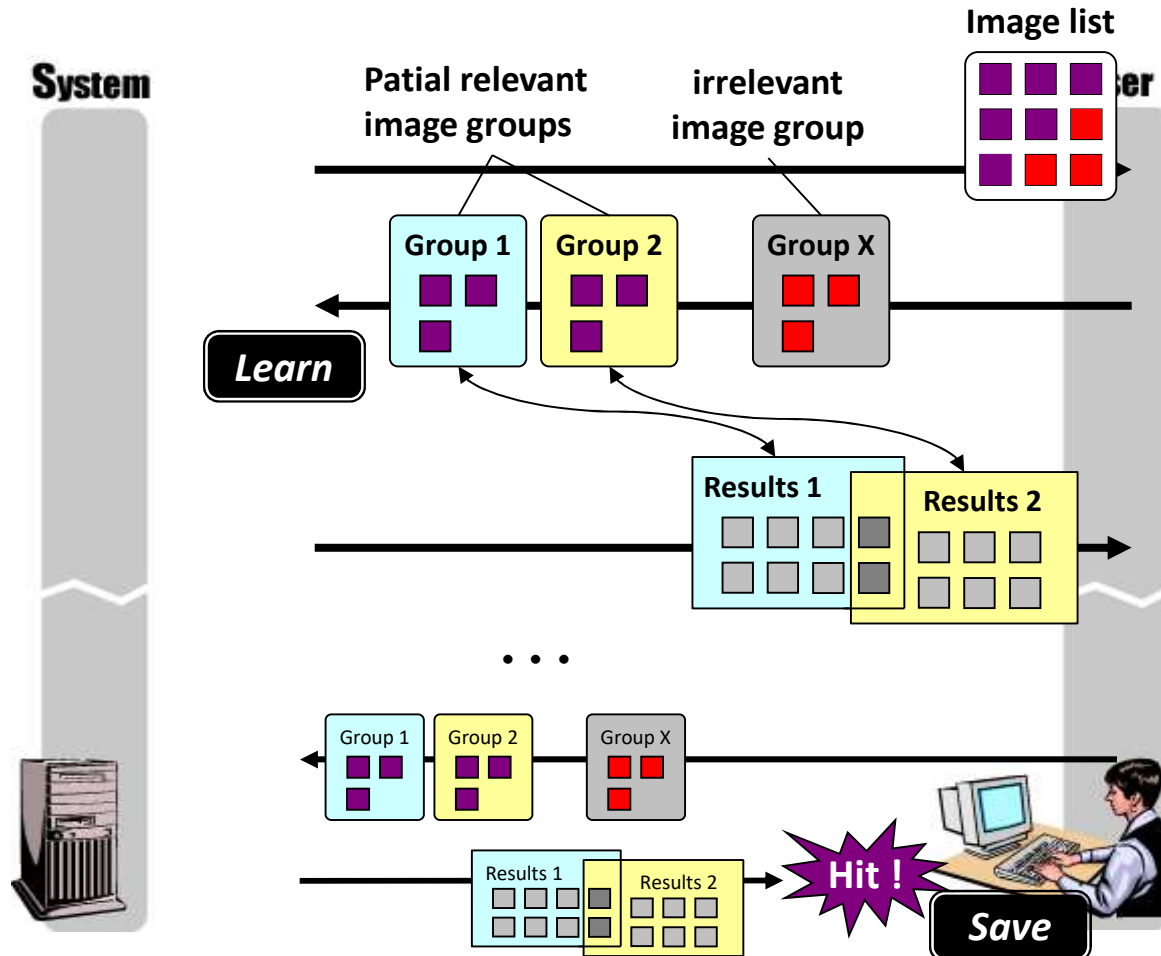 Image list
System
ser
Patial relevant
image groups
irrelevant
image group
Group 1
Group 2
Group X
Learn
Results 1
Results 2
. . .
Group 1
Group 2
Group X
Results 1
Results 2
Hit !
Save